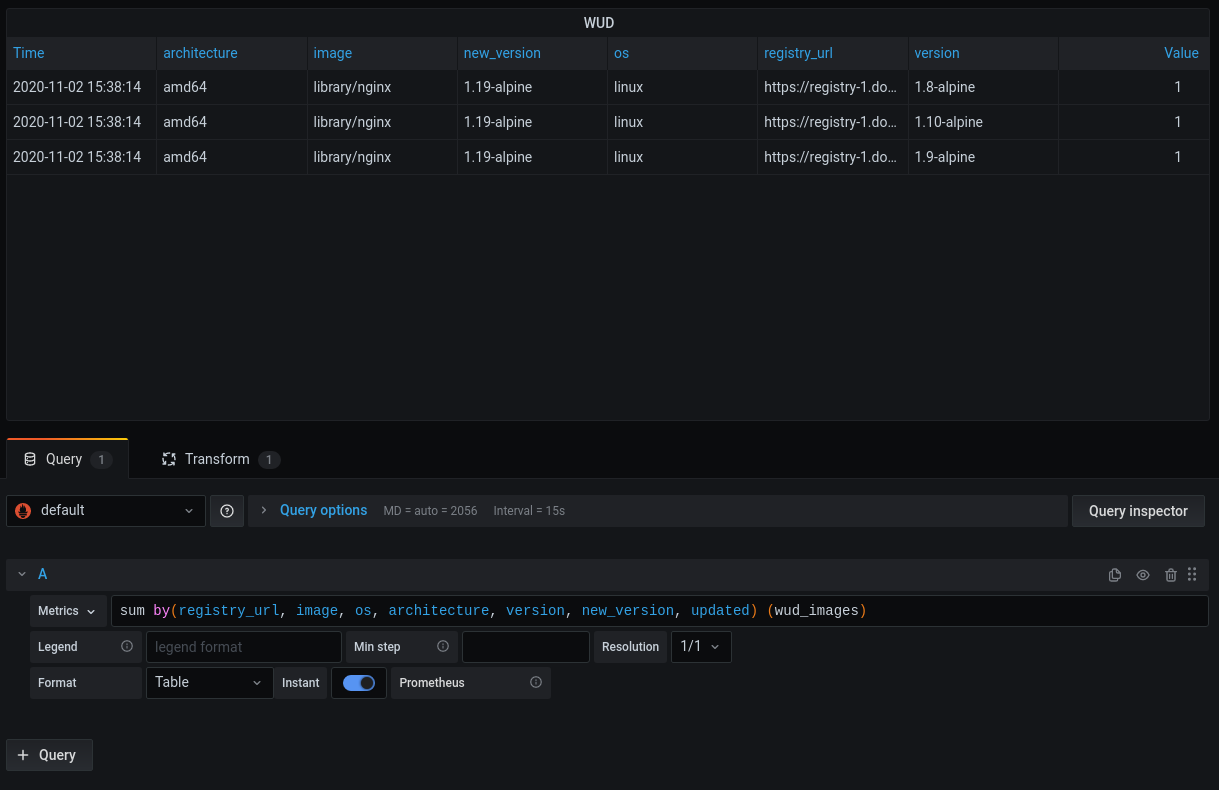 WUD
Time architecture image new_version os registry_url version Value
2020-11-02 15:38:14 amd64 library/nginx 1.19-alpine linux https://registry-1.do… 1.8-alpine 1
2020-11-02 15:38:14 amd64 library/nginx 1.19-alpine linux https://registry-1.do… 1.10-alpine 1
2020-11-02 15:38:14 amd64 library/nginx 1.19-alpine linux https://registry-1.do… 1.9-alpine 1
Query 1 Transform 1
default Query options MD = auto = 2056 Interval = 15s Query inspector
A
Metrics sum by(registry_url, image, os, architecture, version, new_version, updated) (wud_images)
Legend legend format Min step Resolution 1/1
Format Table Instant Prometheus
+ Query